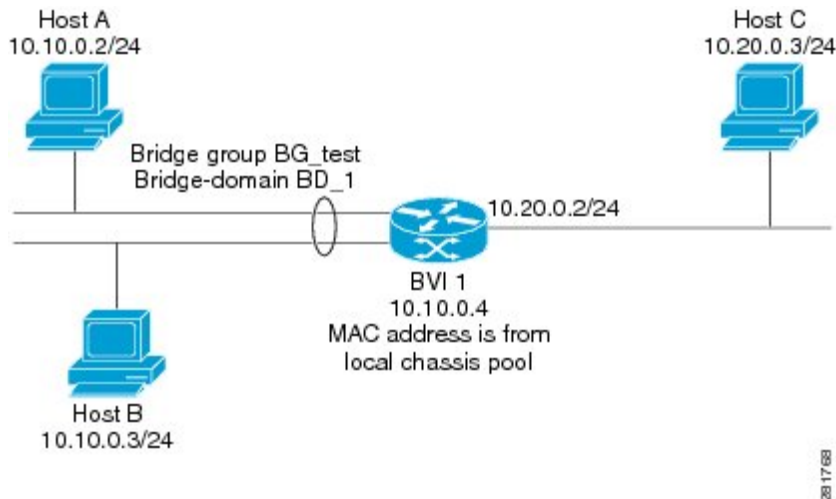 Host A
10.10.0.2/24
Host C
10.20.0.3/24
Bridge group BG_test
Bridge-domain BD_1
10.20.0.2/24
BVI 1
10.10.0.4
MAC address is from
local chassis pool
Host B
10.10.0.3/24